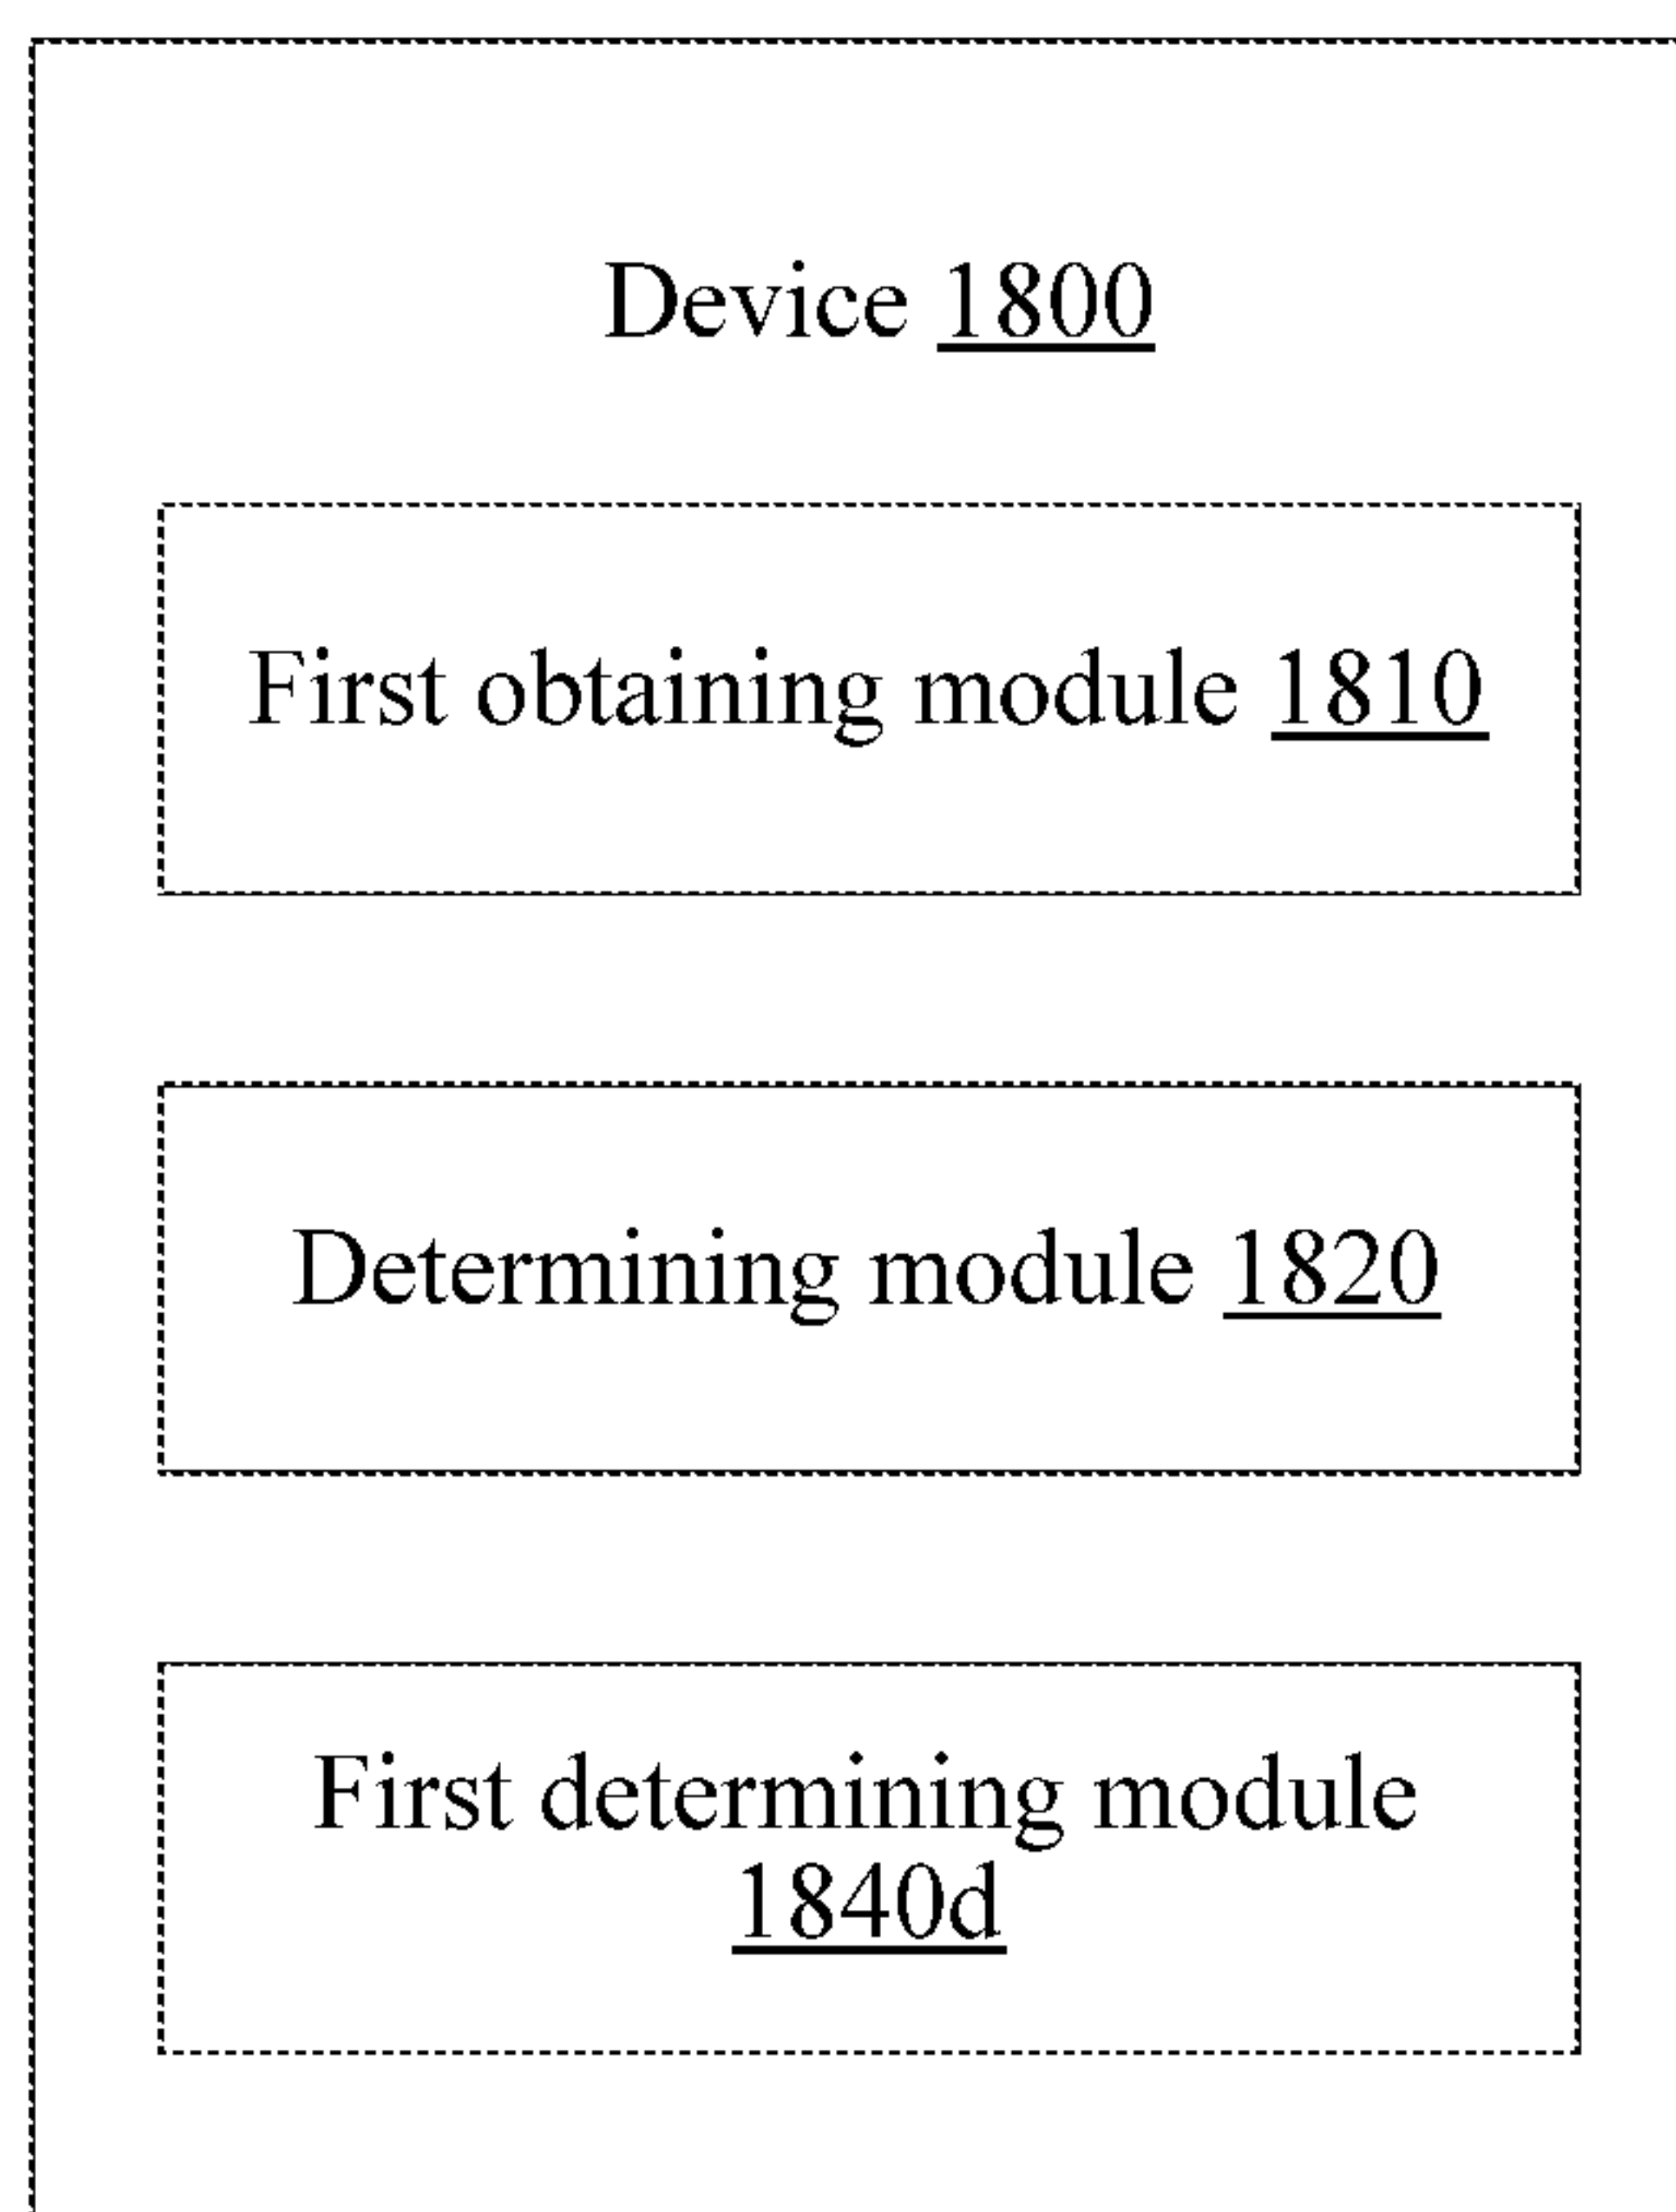 Device 1800
First obtaining module 1810
Determining module 1820
First determining module
1840d